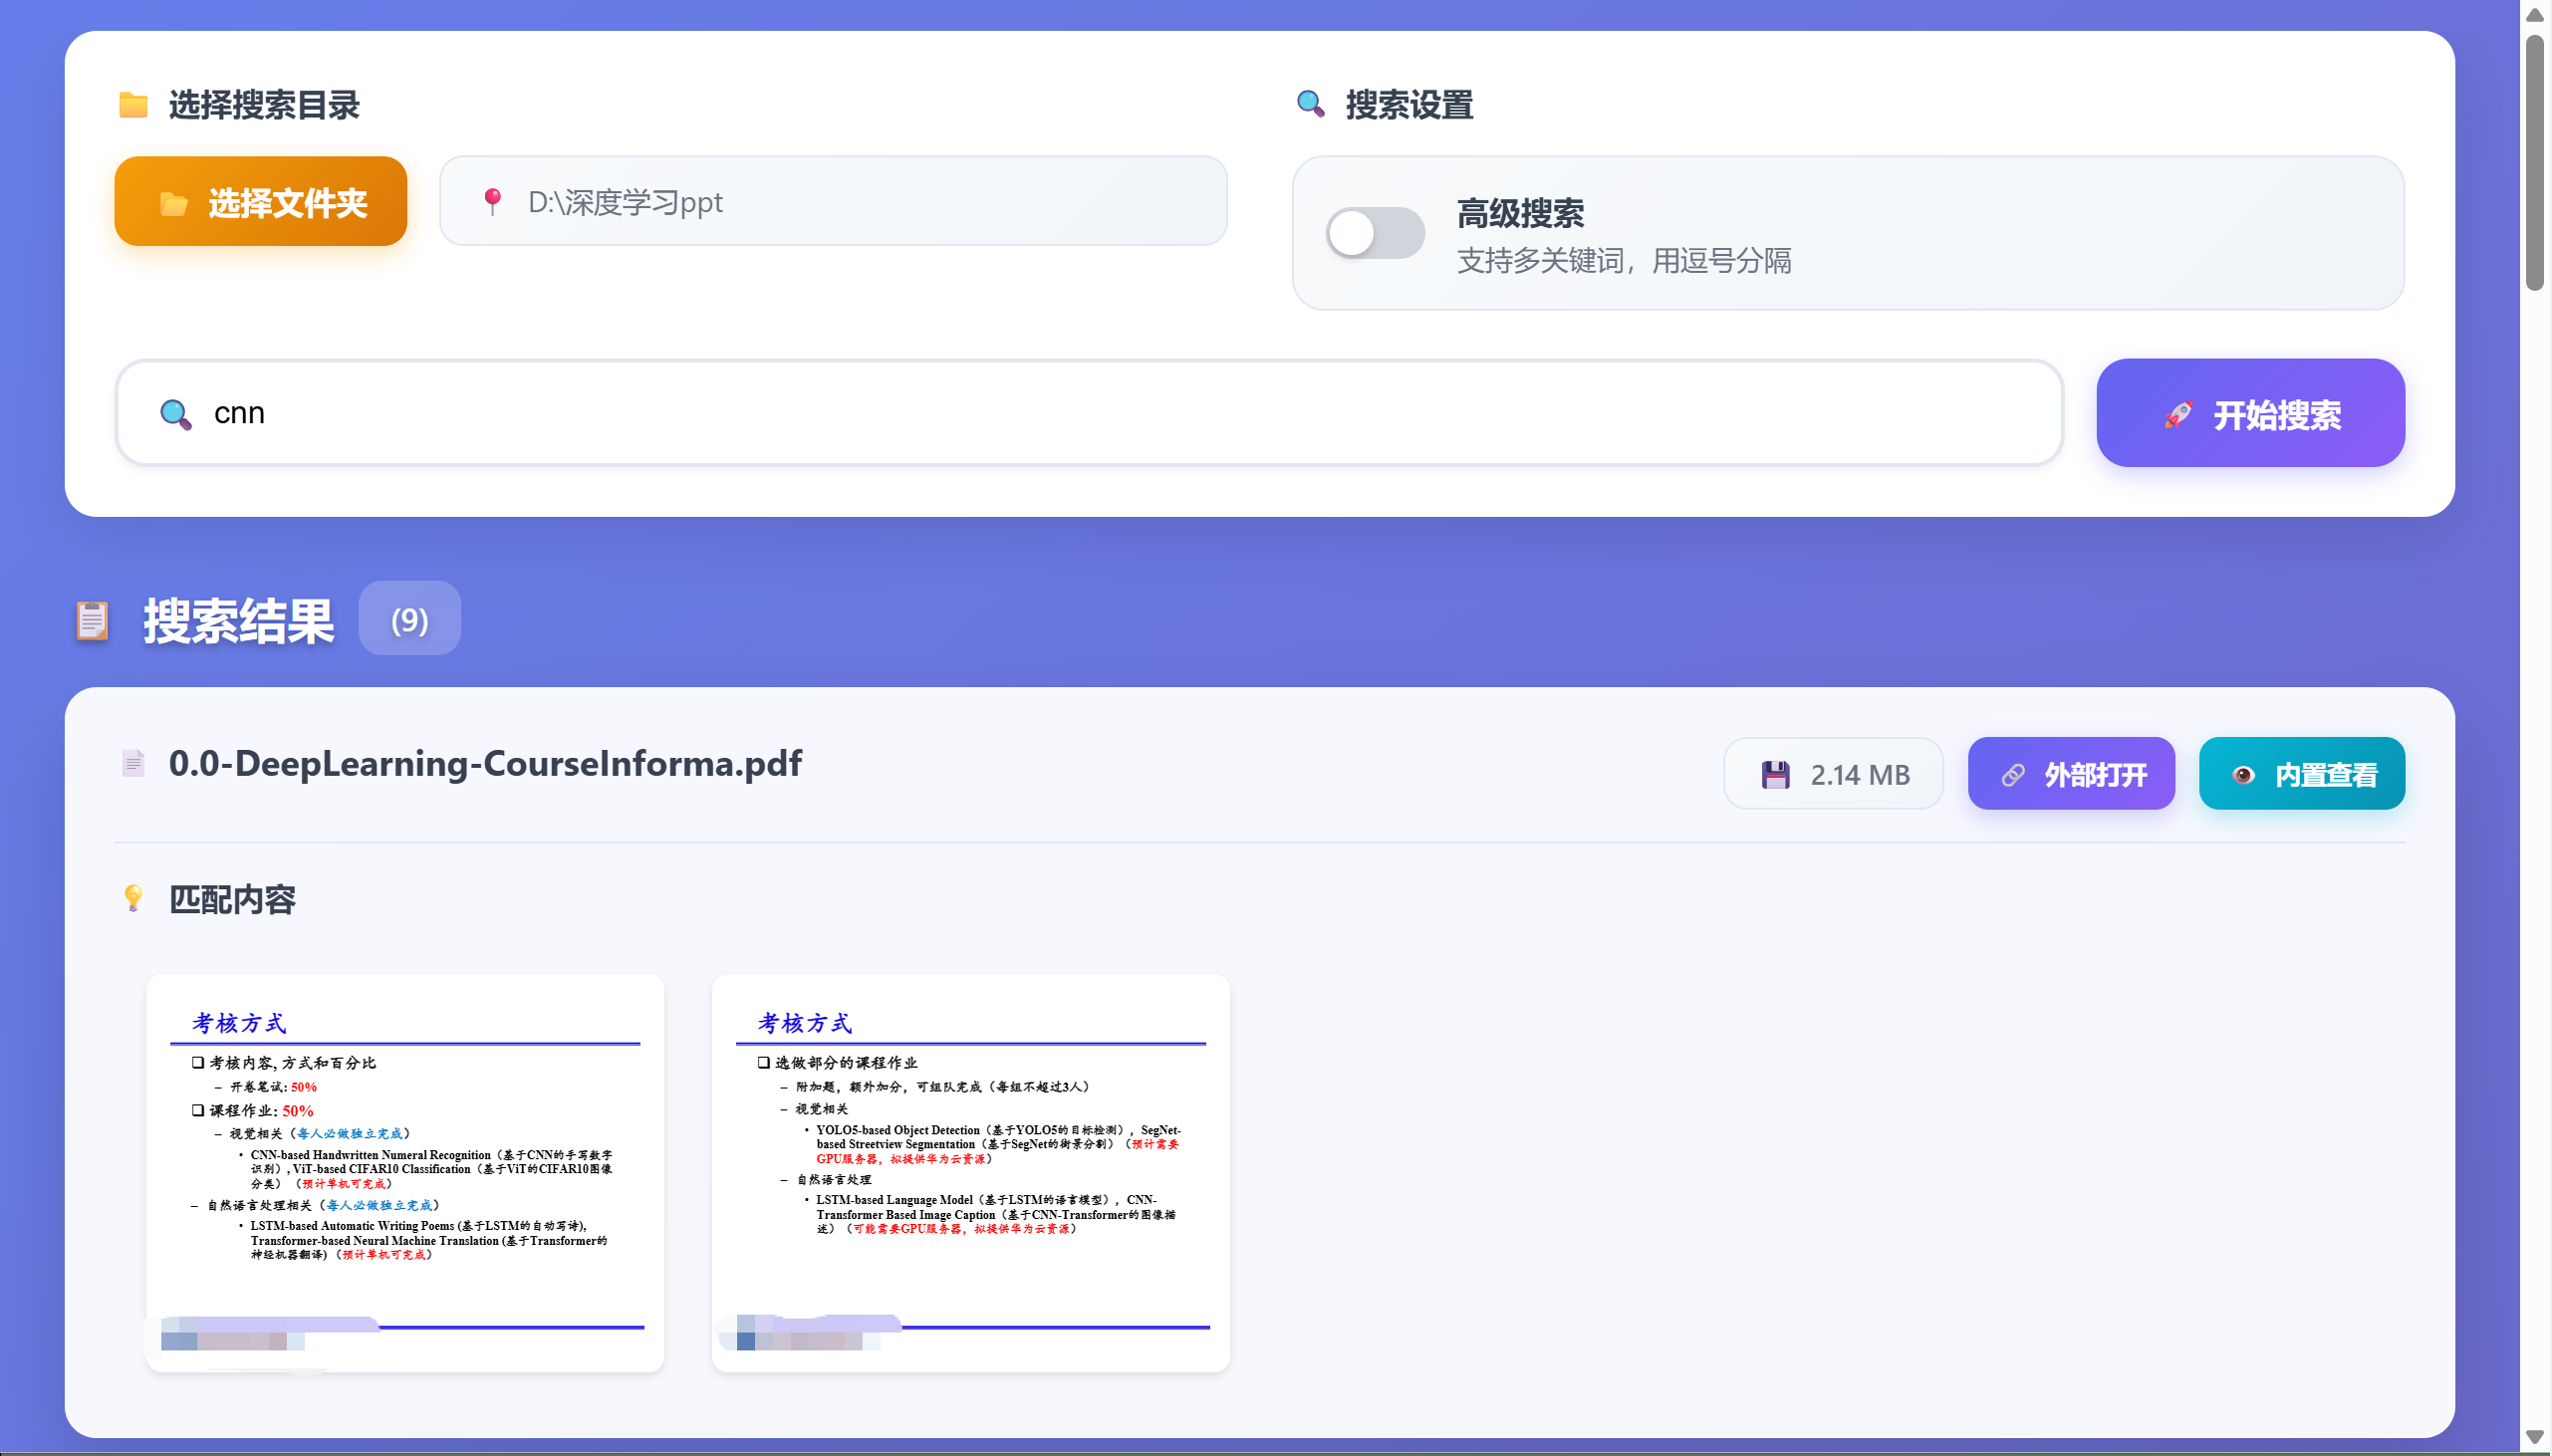 选择搜索目录
选择文件夹
D:\深度学习ppt
搜索设置
高级搜索
支持多关键词，用逗号分隔
cnn
开始搜索
搜索结果 (9)
0.0-DeepLearning-CourseInforma.pdf
2.14 MB
外部打开
内置查看
匹配内容
考核方式
考核内容, 方式和百分比
– 开卷笔试: 50%
课程作业: 50%
– 视觉相关（每人必做独立完成）
• CNN-based Handwritten Numeral Recognition（基于CNN的手写数字
识别）, ViT-based CIFAR10 Classification（基于ViT的CIFAR10图像
分类）（预计单机可完成）
– 自然语言处理相关（每人必做独立完成）
• LSTM-based Automatic Writing Poems (基于LSTM的自动写诗),
Transformer-based Neural Machine Translation (基于Transformer的
神经机器翻译) （预计单机可完成）
考核方式
选做部分的课程作业
– 附加题，额外加分，可组队完成（每组不超过3人）
– 视觉相关
• YOLO5-based Object Detection（基于YOLO5的目标检测），SegNet-
based Streetview Segmentation（基于SegNet的街景分割）（预计需要
GPU服务器，拟提供华为云资源）
– 自然语言处理
• LSTM-based Language Model（基于LSTM的语言模型），CNN-
Transformer Based Image Caption（基于CNN-Transformer的图像描
述）（可能需要GPU服务器，拟提供华为云资源）